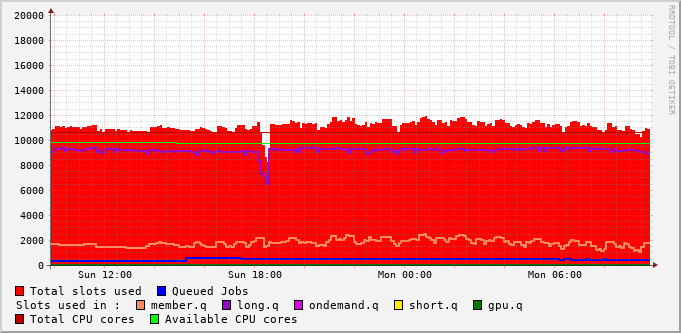 RRDTOOL / TOBI OETIKER
20000
18000
16000
14000
12000
10000
8000
6000
4000
2000
0
Sun 12:00 Sun 18:00 Mon 00:00 Mon 06:00
Total slots used Queued Jobs
Slots used in : member.q long.q ondemand.q short.q gpu.q
Total CPU cores Available CPU cores